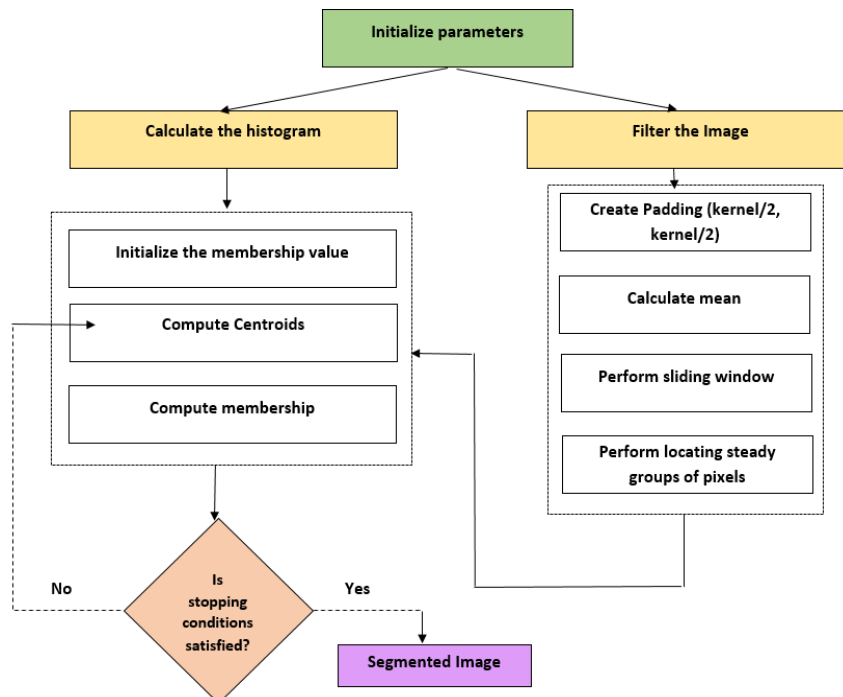 Initialize parameters
Calculate the histogram
Filter the Image
Initialize the membership value
Compute Centroids
Compute membership
Create Padding (kernel/2,
kernel/2)
Calculate mean
Perform sliding window
Perform locating steady
groups of pixels
No
Is
stopping
conditions
satisfied?
Yes
Segmented Image